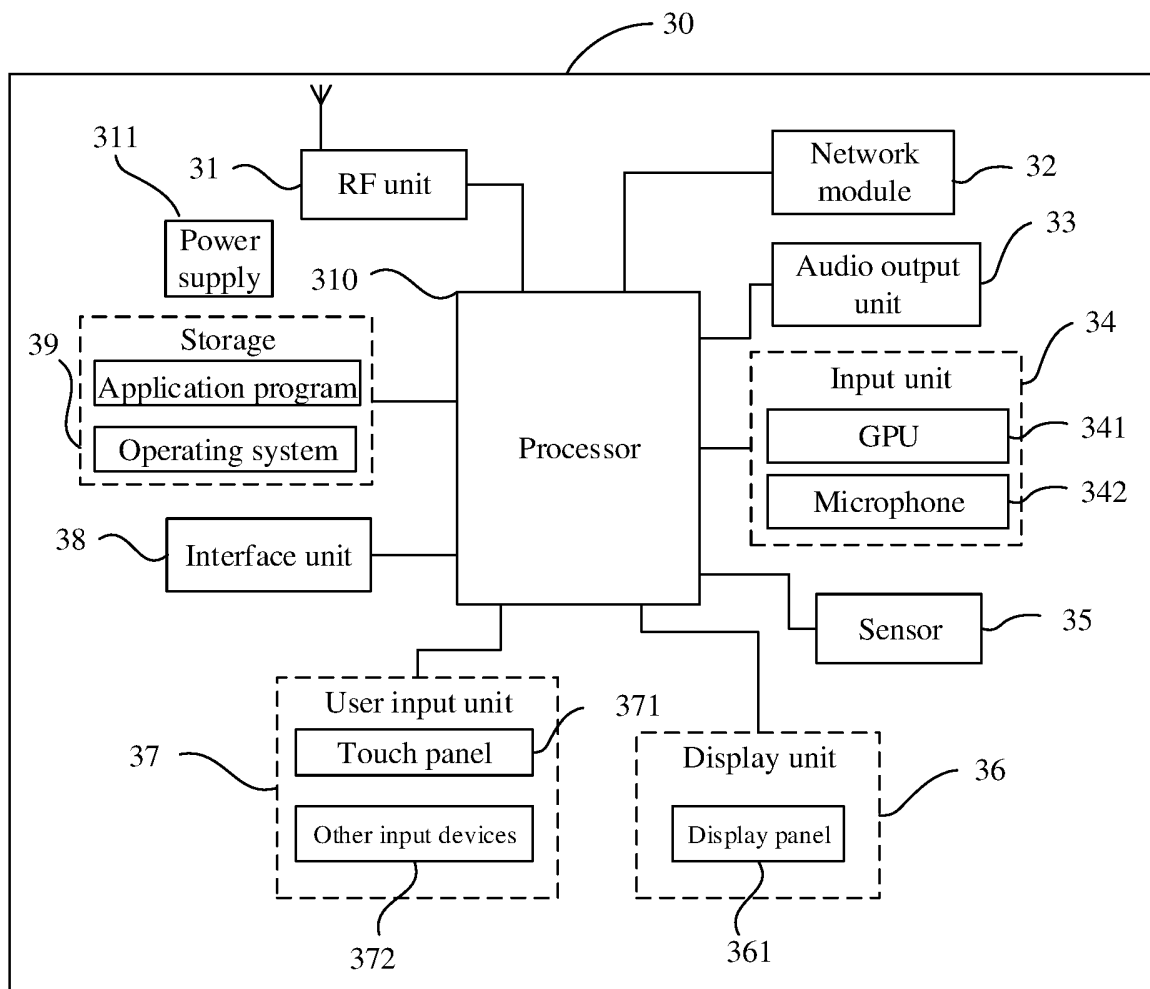 30
311
31
RF unit
Network
module
32
Power
supply
33
Audio output
unit
310
34
39
Storage
Application program
Operating system
Input unit
GPU
341
Microphone
342
Processor
38
Interface unit
Sensor
35
User input unit
371
Touch panel
37
Other input devices
372
Display unit
36
Display panel
361